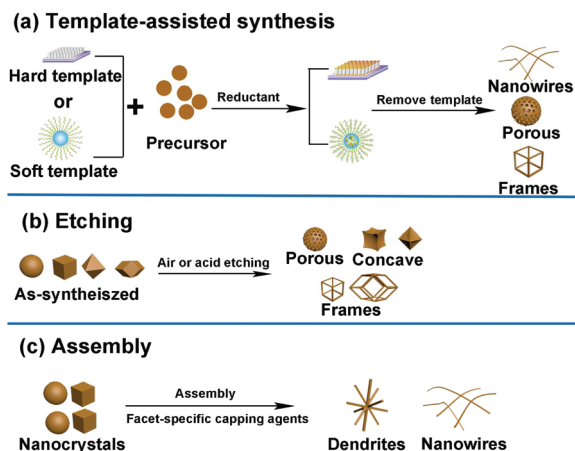 (a) Template-assisted synthesis
Hard template
or
Soft template
+
Precursor
Reductant
Remove template
Nanowires
Porous
Frames
(b) Etching
As-syntheiszed
Air or acid etching
Porous Concave
Frames
(c) Assembly
Nanocrystals
Assembly
Facet-specific capping agents
Dendrites Nanowires